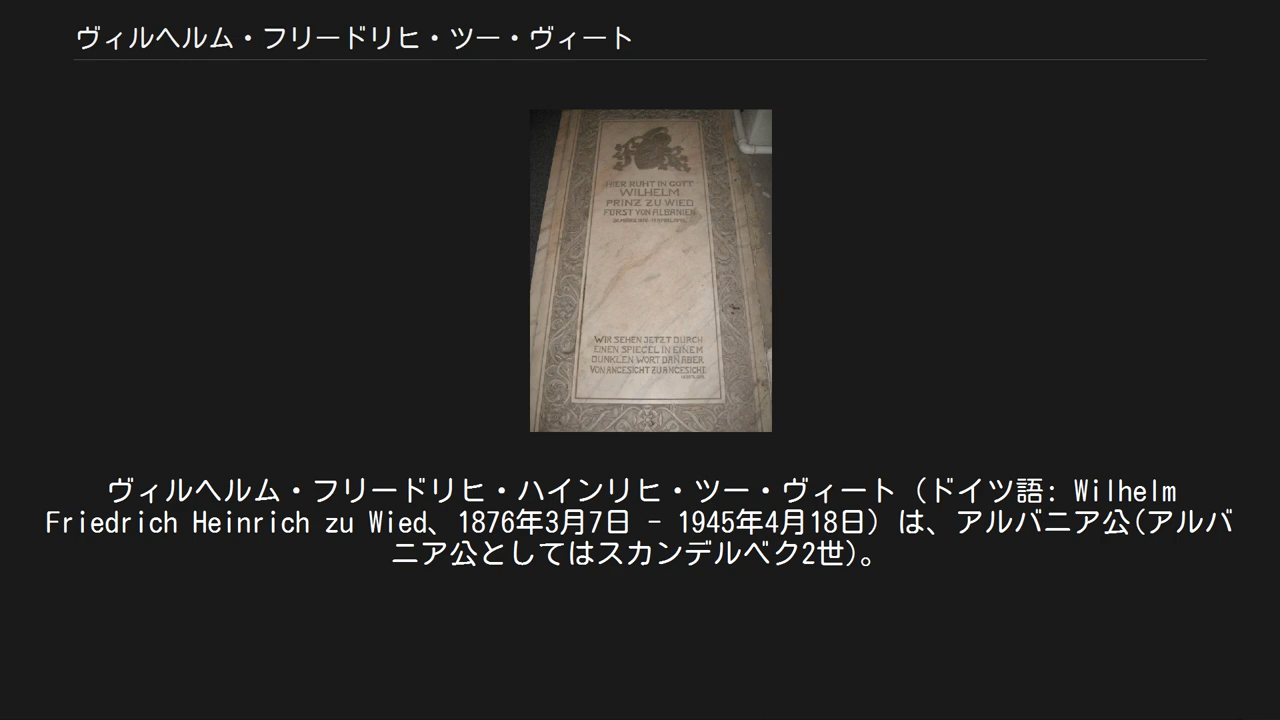 ヴィルヘルム・フリードリヒ・ツー・ヴィート
HIER RUHT IN GOTT
WILHELM
PRINZ ZU WIED
FÜRST VON ALBANIEN
WIR SEHEN JETZT DURCH
EINEN SPIEGEL IN EINEM
DUNKLEN WORT DAN̄ ABER
VON ANGESICHT ZU ANGESICHT
ヴィルヘルム・フリードリヒ・ハインリヒ・ツー・ヴィート（ドイツ語: Wilhelm
Friedrich Heinrich zu Wied、1876年3月7日 - 1945年4月18日）は、アルバニア公(アルバ
ニア公としてはスカンデルベク2世)。